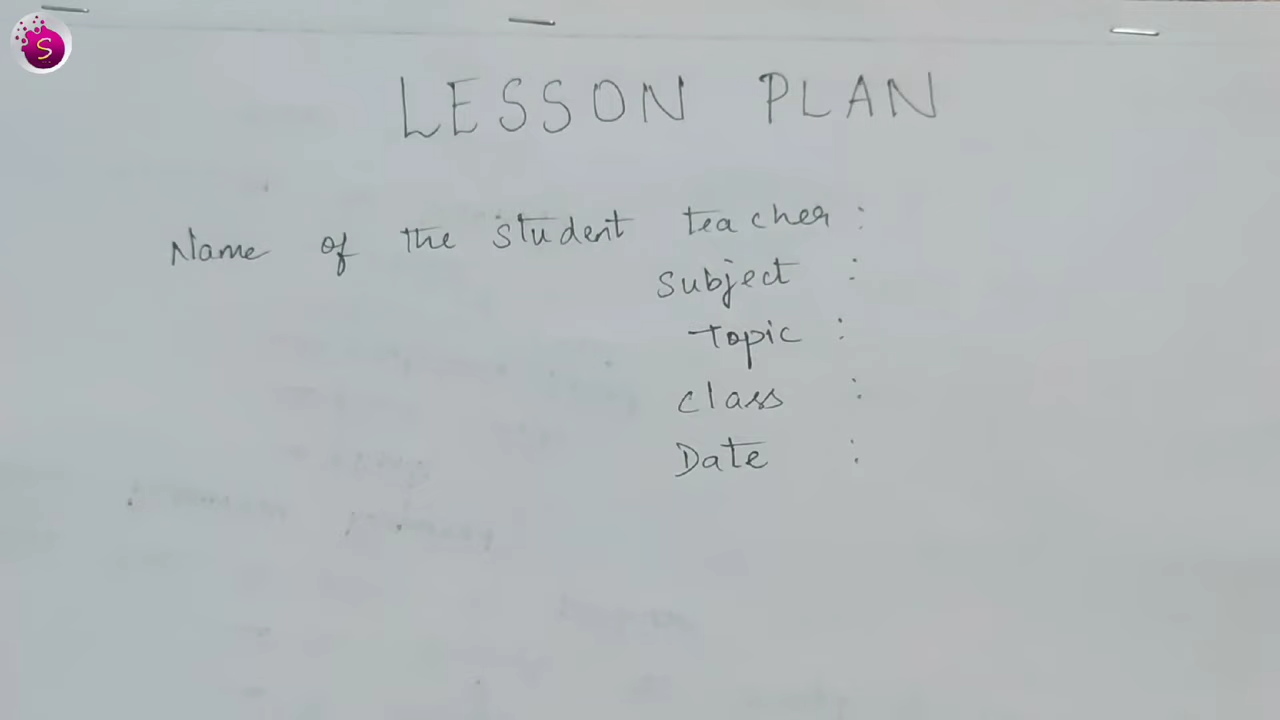 S
LESSON PLAN
Name of the student teacher :
Subject :
Topic :
Class :
Date :